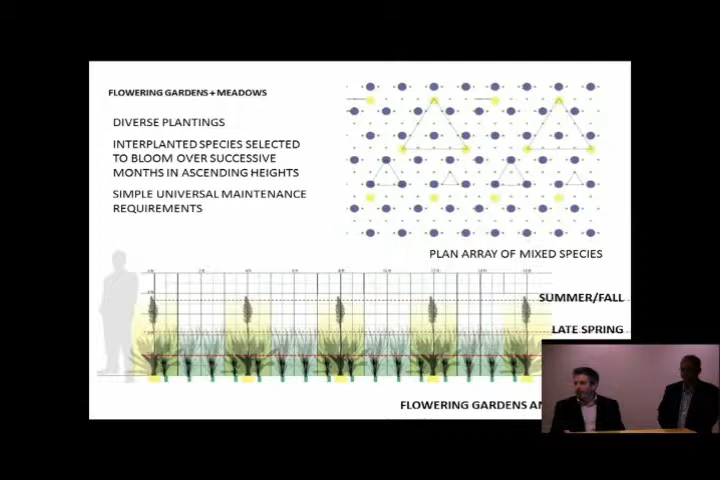 FLOWERING GARDENS + MEADOWS
DIVERSE PLANTINGS
INTERPLANTED SPECIES SELECTED
TO BLOOM OVER SUCCESSIVE
MONTHS IN ASCENDING HEIGHTS
SIMPLE UNIVERSAL MAINTENANCE
REQUIREMENTS
PLAN ARRAY OF MIXED SPECIES
SUMMER/FALL
LATE SPRING
FLOWERING GARDENS AN